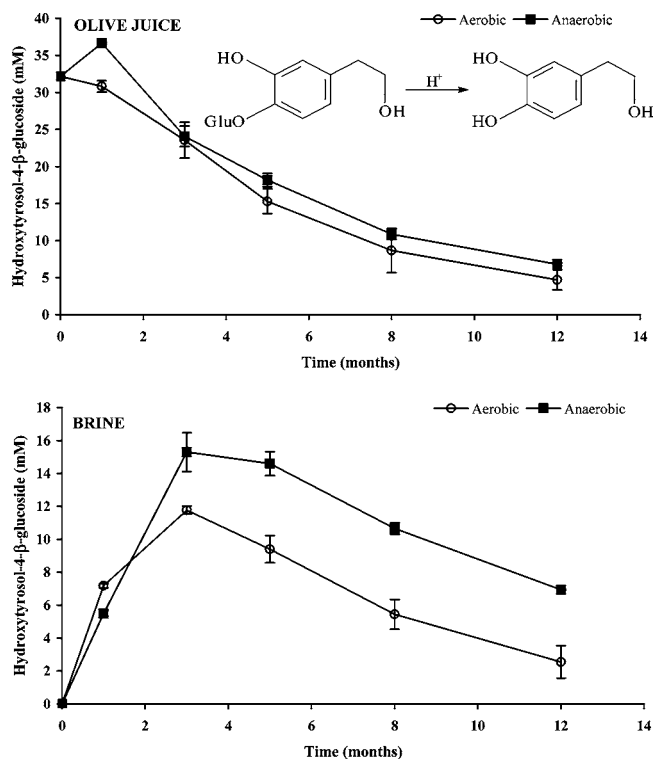 OLIVE JUICE
Aerobic Anaerobic
Hydroxytyrosol-4-β-glucoside (mM)
40
35
30
25
20
15
10
5
0
HO
GluO
OH
H⁺
HO
HO
OH
0 2 4 6 8 10 12 14
Time (months)
BRINE
Aerobic Anaerobic
Hydroxytyrosol-4-β-glucoside (mM)
18
16
14
12
10
8
6
4
2
0
0 2 4 6 8 10 12 14
Time (months)